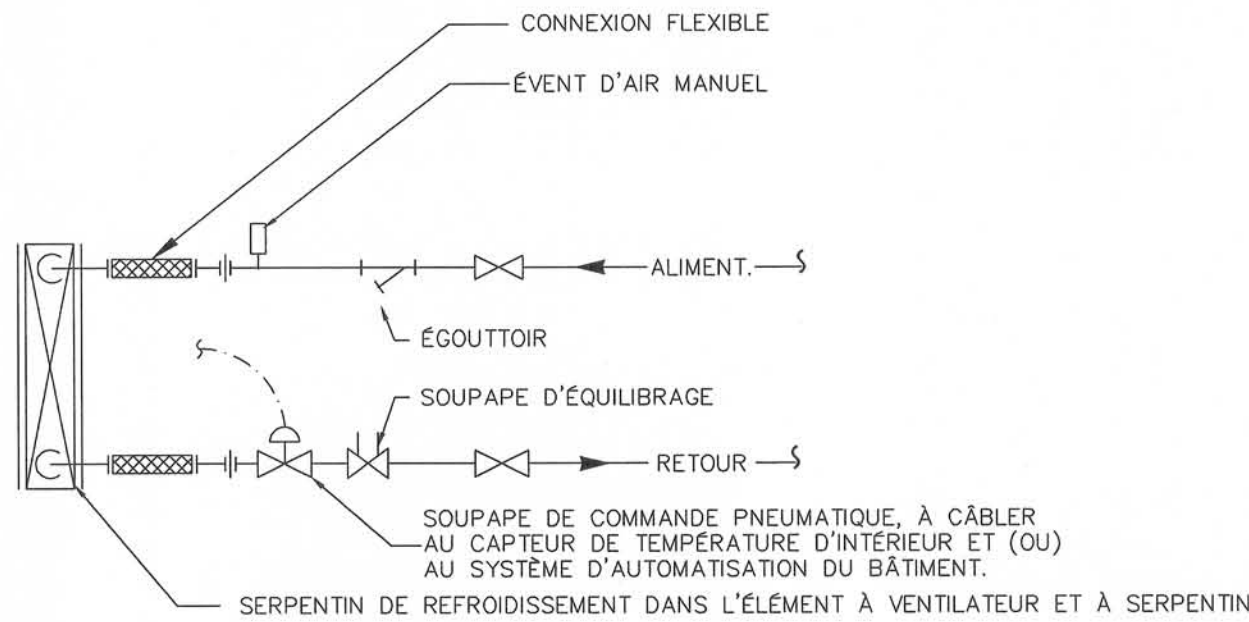 CONNEXION FLEXIBLE
ÉVENT D'AIR MANUEL
ALIMENT.
ÉGOUTTOIR
SOUPAPE D'ÉQUILIBRAGE
RETOUR
SOUPAPE DE COMMANDE PNEUMATIQUE, À CÂBLER
AU CAPTEUR DE TEMPÉRATURE D'INTÉRIEUR ET (OU)
AU SYSTÈME D'AUTOMATISATION DU BÂTIMENT.
SERPENTIN DE REFROIDISSEMENT DANS L'ÉLÉMENT À VENTILATEUR ET À SERPENTIN